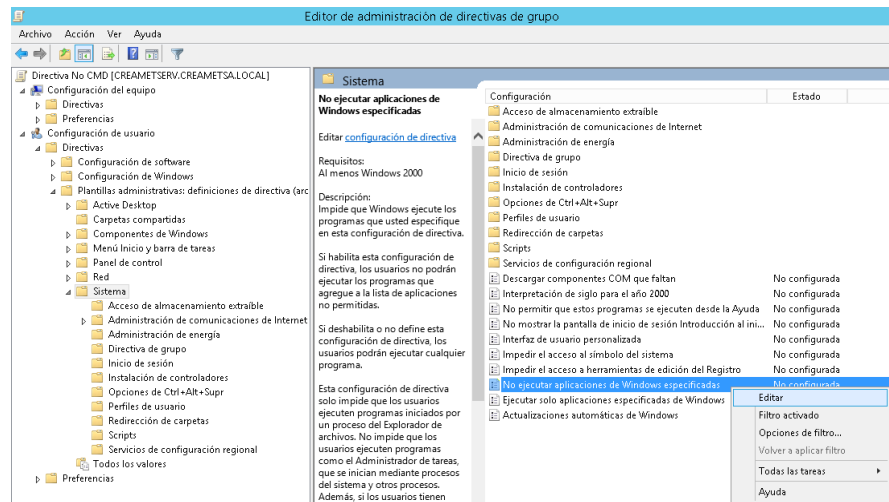 Editor de administración de directivas de grupo
Archivo Acción Ver Ayuda
Directiva No CMD [CREAMETSERV.CREAMETSA.LOCAL]
Configuración del equipo
Directivas
Preferencias
Configuración de usuario
Directivas
Configuración de software
Configuración de Windows
Plantillas administrativas: definiciones de directiva (arc
Active Desktop
Carpetas compartidas
Componentes de Windows
Menú Inicio y barra de tareas
Panel de control
Red
Sistema
Acceso de almacenamiento extraíble
Administración de comunicaciones de Internet
Administración de energía
Directiva de grupo
Inicio de sesión
Instalación de controladores
Opciones de Ctrl+Alt+Supr
Perfiles de usuario
Redirección de carpetas
Scripts
Servicios de configuración regional
Todos los valores
Preferencias
Sistema
No ejecutar aplicaciones de
Windows especificadas
Editar configuración de directiva
Requisitos:
Al menos Windows 2000
Descripción:
Impide que Windows ejecute los
programas que usted especifique
en esta configuración de directiva.
Si habilita esta configuración de
directiva, los usuarios no podrán
ejecutar los programas que
agregue a la lista de aplicaciones
no permitidas.
Si deshabilita o no define esta
configuración de directiva, los
usuarios podrán ejecutar cualquier
programa.
Esta configuración de directiva
solo impide que los usuarios
ejecuten programas iniciados por
un proceso del Explorador de
archivos. No impide que los
usuarios ejecuten programas
como el Administrador de tareas,
que se inician mediante procesos
del sistema y otros procesos.
Además, si los usuarios tienen
Configuración Estado
Acceso de almacenamiento extraíble
Administración de comunicaciones de Internet
Administración de energía
Directiva de grupo
Inicio de sesión
Instalación de controladores
Opciones de Ctrl+Alt+Supr
Perfiles de usuario
Redirección de carpetas
Scripts
Servicios de configuración regional
Descargar componentes COM que faltan No configurada
Interpretación de siglo para el año 2000 No configurada
No permitir que estos programas se ejecuten desde la Ayuda No configurada
No mostrar la pantalla de inicio de sesión Introducción al ini... No configurada
Interfaz de usuario personalizada No configurada
Impedir el acceso al símbolo del sistema No configurada
Impedir el acceso a herramientas de edición del Registro No configurada
No ejecutar aplicaciones de Windows especificadas No configurada
Ejecutar solo aplicaciones especificadas de Windows
Actualizaciones automáticas de Windows
Editar
Filtro activado
Opciones de filtro...
Volver a aplicar filtro
Todas las tareas
Ayuda